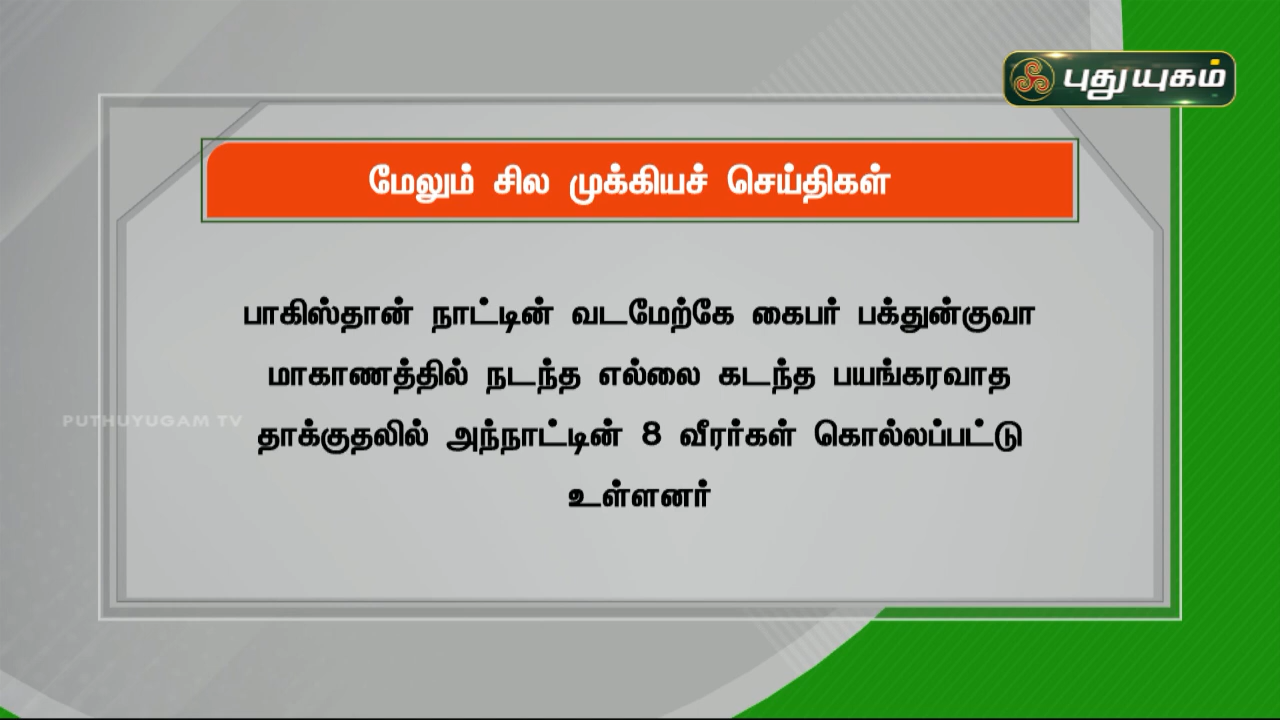 புதுயுகம்
மேலும் சில முக்கியச் செய்திகள்
பாகிஸ்தான் நாட்டின் வடமேற்கே கைபர் பக்துன்குவா
மாகாணத்தில் நடந்த எல்லை கடந்த பயங்கரவாத
PUTHUYUGAM TV
தாக்குதலில் அந்நாட்டின் 8 வீரர்கள் கொல்லப்பட்டு
உள்ளனர்